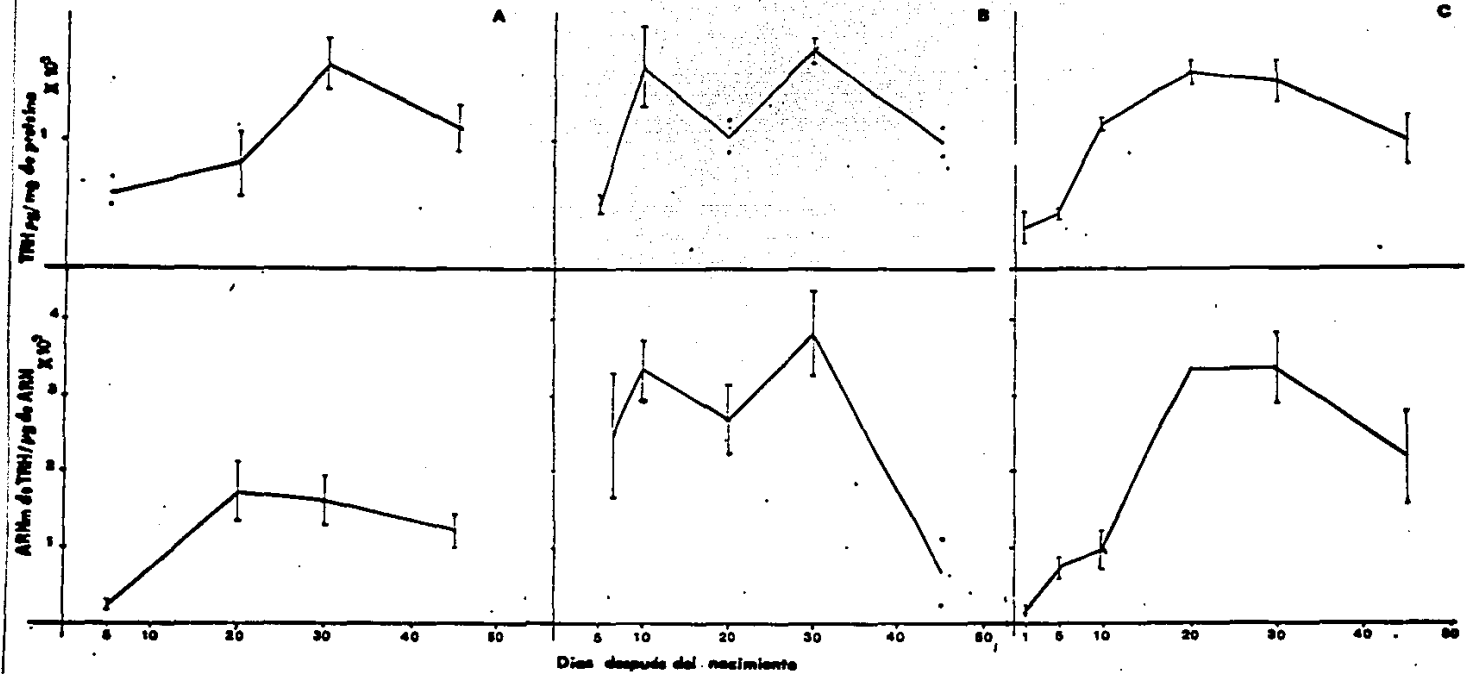 A
B
C
TRH pg/mg de proteína
X 10³
1
ARNm de TRH/µg de ARN
X 10³
4
3
2
1
5 10 20 30 40 50
5 10 20 30 40 50
1 5 10 20 30 40 50
Días después del nacimiento